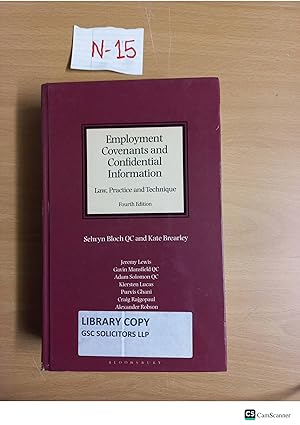 N-15
Employment
Covenants and
Confidential
Information
Law, Practice and Technique
Fourth Edition
Selwyn Bloch QC and Kate Brearley
Jeremy Lewis
Gavin Mansfield QC
Adam Solomon QC
Kiersten Lucas
Purvis Ghani
Craig Rajgopaul
Alexander Robson
LIBRARY COPY
GSC SOLICITORS LLP
BLOOMSBURY
CS CamScanner